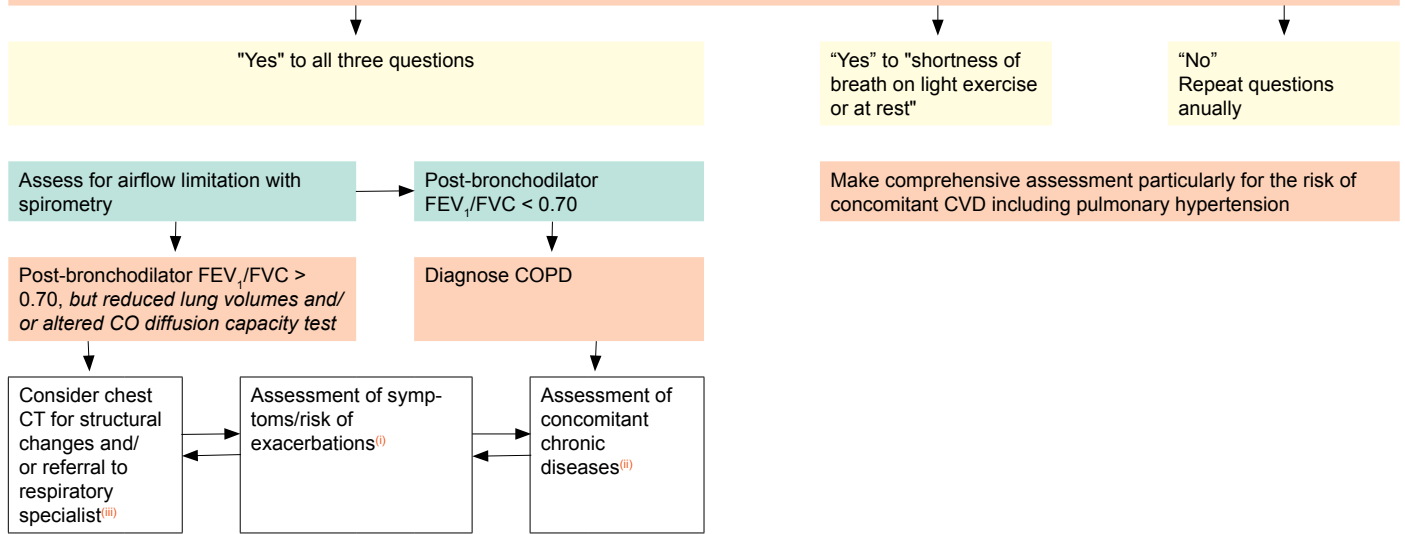 "Yes" to all three questions
“Yes” to "shortness of
breath on light exercise
or at rest"
“No”
Repeat questions
anually
Assess for airflow limitation with
spirometry
Post-bronchodilator
FEV₁/FVC < 0.70
Make comprehensive assessment particularly for the risk of
concomitant CVD including pulmonary hypertension
Post-bronchodilator FEV₁/FVC >
0.70, but reduced lung volumes and/
or altered CO diffusion capacity test
Diagnose COPD
Consider chest
CT for structural
changes and/
or referral to
respiratory
specialist(iii)
Assessment of symp-
toms/risk of
exacerbations(i)
Assessment of
concomitant
chronic
diseases(ii)